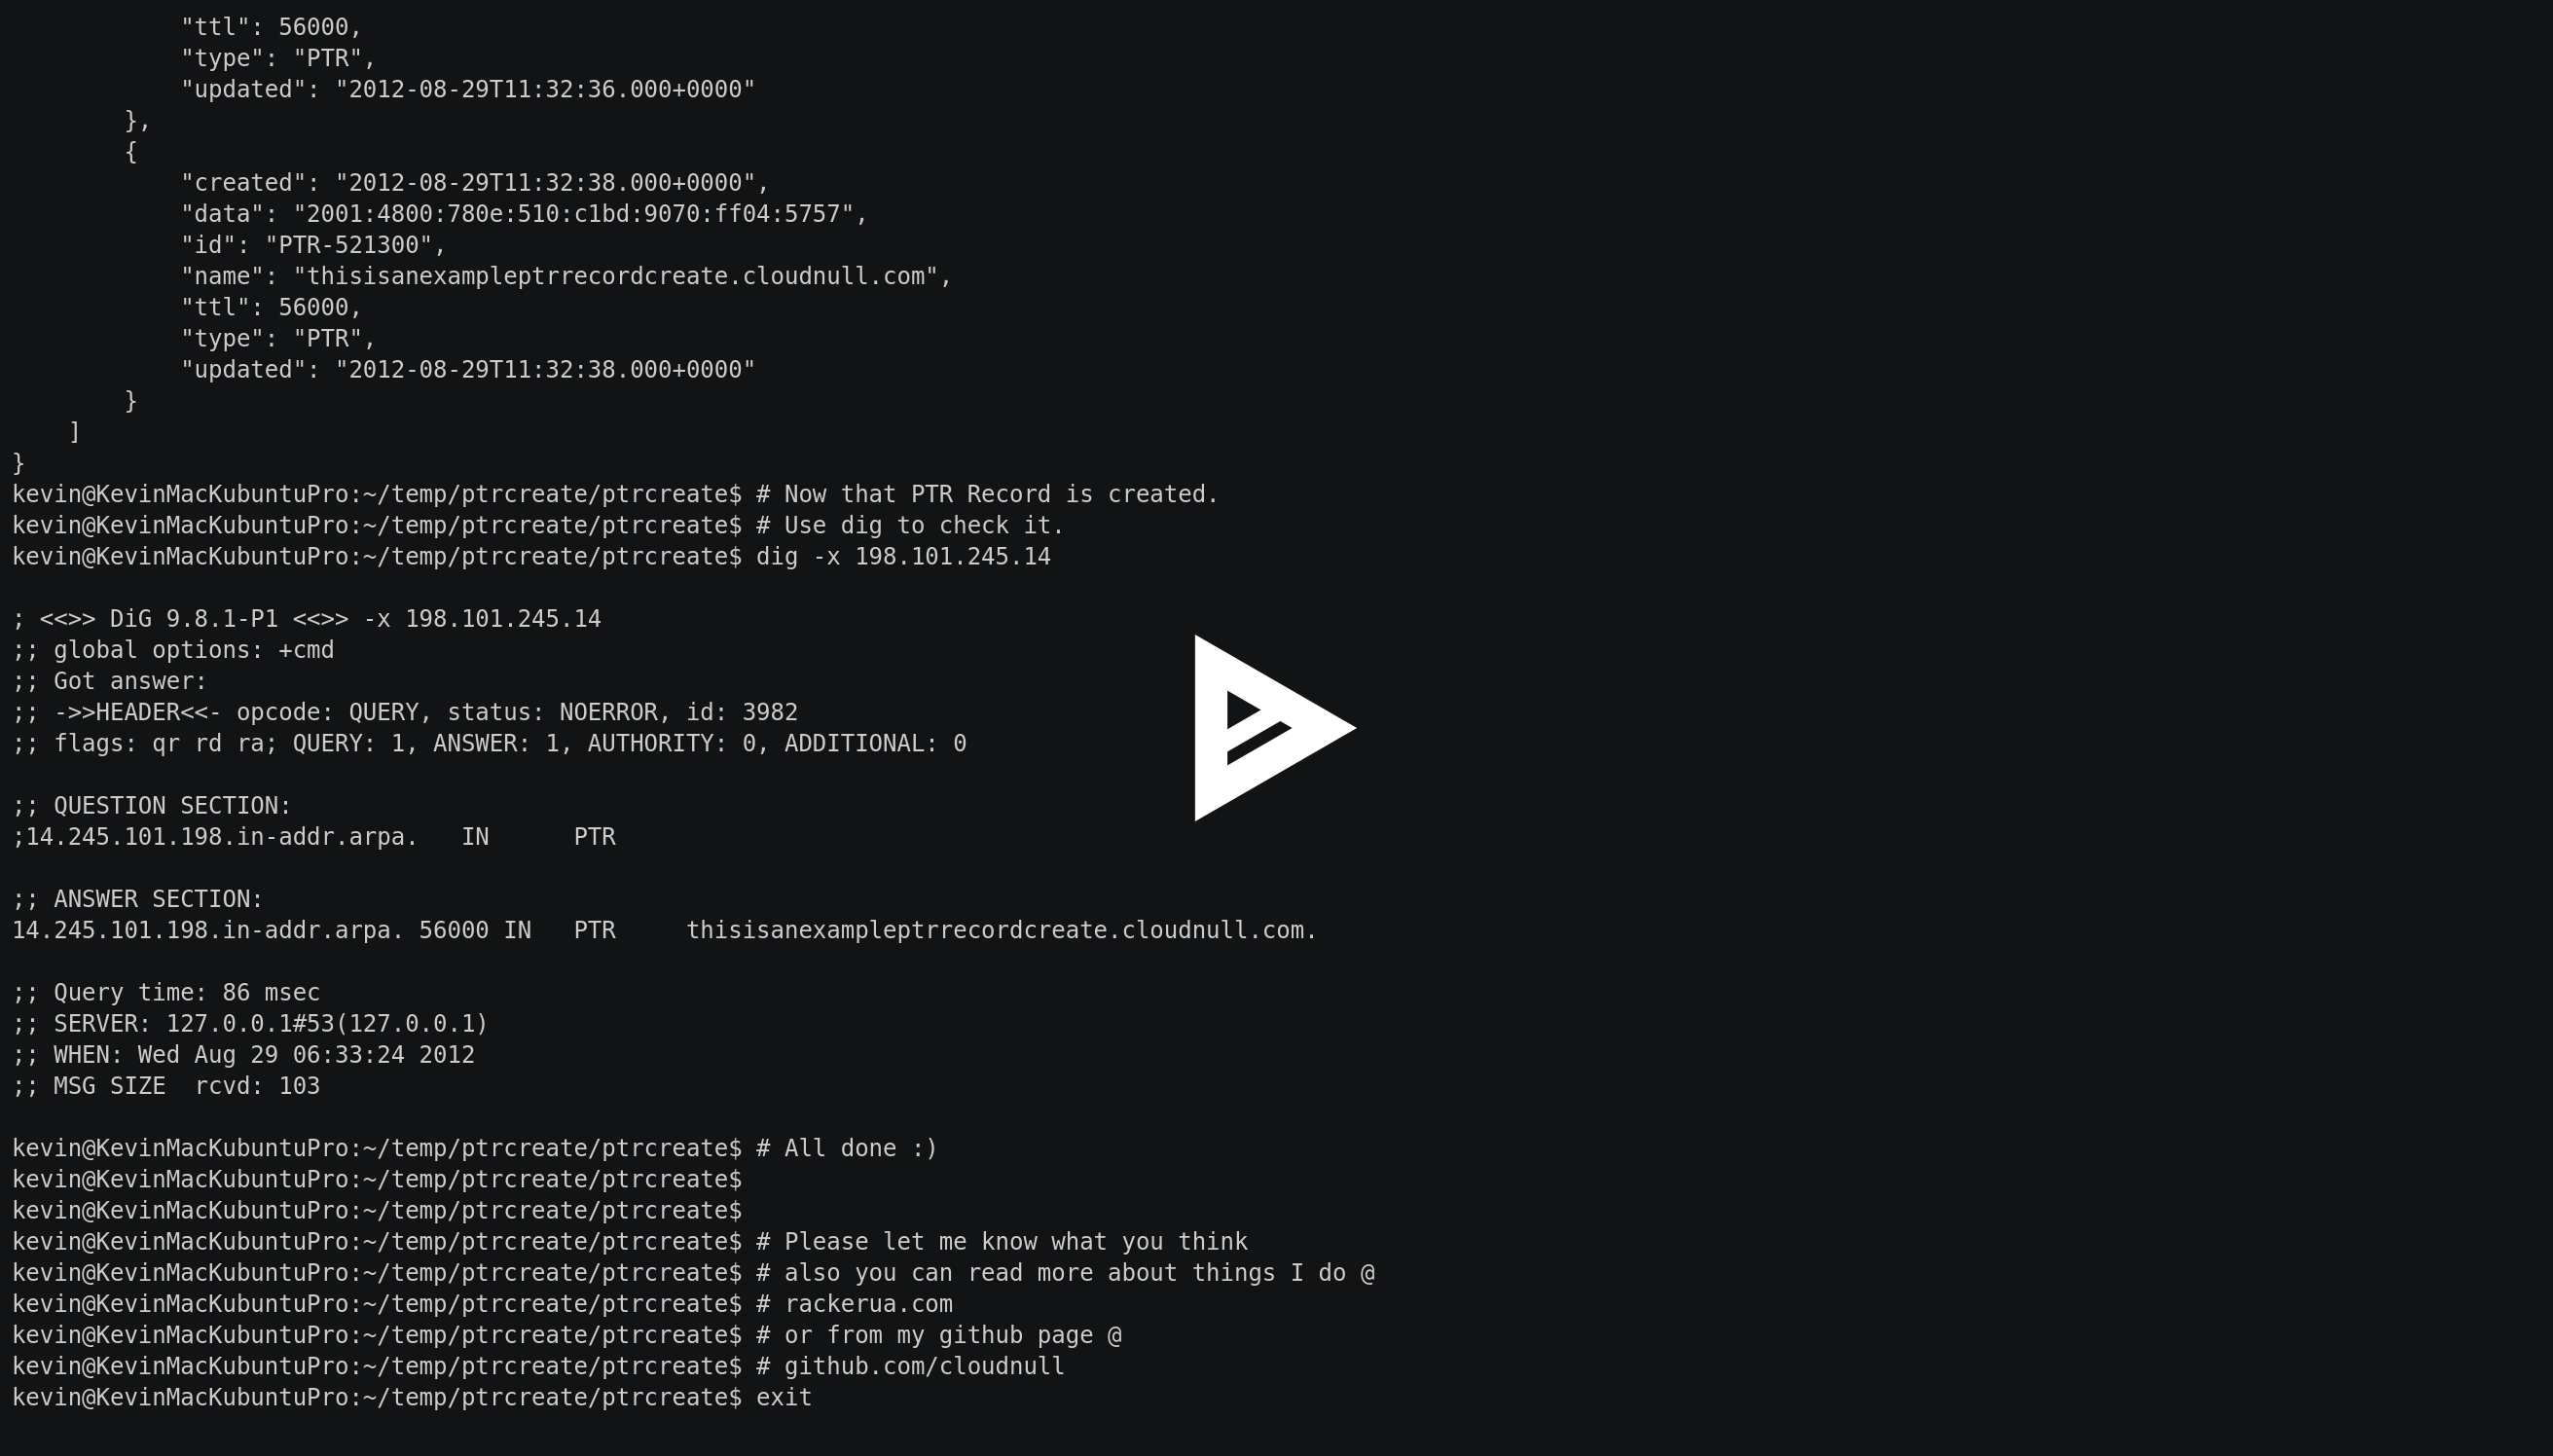 "ttl": 56000,
            "type": "PTR",
            "updated": "2012-08-29T11:32:36.000+0000"
        },
        {
            "created": "2012-08-29T11:32:38.000+0000",
            "data": "2001:4800:780e:510:c1bd:9070:ff04:5757",
            "id": "PTR-521300",
            "name": "thisisanexampleptrrecordcreate.cloudnull.com",
            "ttl": 56000,
            "type": "PTR",
            "updated": "2012-08-29T11:32:38.000+0000"
        }
    ]
}
kevin@KevinMacKubuntuPro:~/temp/ptrcreate/ptrcreate$ # Now that PTR Record is created.
kevin@KevinMacKubuntuPro:~/temp/ptrcreate/ptrcreate$ # Use dig to check it.
kevin@KevinMacKubuntuPro:~/temp/ptrcreate/ptrcreate$ dig -x 198.101.245.14

; <<>> DiG 9.8.1-P1 <<>> -x 198.101.245.14
;; global options: +cmd
;; Got answer:
;; ->>HEADER<<- opcode: QUERY, status: NOERROR, id: 3982
;; flags: qr rd ra; QUERY: 1, ANSWER: 1, AUTHORITY: 0, ADDITIONAL: 0

;; QUESTION SECTION:
;14.245.101.198.in-addr.arpa.   IN      PTR

;; ANSWER SECTION:
14.245.101.198.in-addr.arpa. 56000 IN   PTR     thisisanexampleptrrecordcreate.cloudnull.com.

;; Query time: 86 msec
;; SERVER: 127.0.0.1#53(127.0.0.1)
;; WHEN: Wed Aug 29 06:33:24 2012
;; MSG SIZE  rcvd: 103

kevin@KevinMacKubuntuPro:~/temp/ptrcreate/ptrcreate$ # All done :)
kevin@KevinMacKubuntuPro:~/temp/ptrcreate/ptrcreate$
kevin@KevinMacKubuntuPro:~/temp/ptrcreate/ptrcreate$
kevin@KevinMacKubuntuPro:~/temp/ptrcreate/ptrcreate$ # Please let me know what you think
kevin@KevinMacKubuntuPro:~/temp/ptrcreate/ptrcreate$ # also you can read more about things I do @
kevin@KevinMacKubuntuPro:~/temp/ptrcreate/ptrcreate$ # rackerua.com
kevin@KevinMacKubuntuPro:~/temp/ptrcreate/ptrcreate$ # or from my github page @
kevin@KevinMacKubuntuPro:~/temp/ptrcreate/ptrcreate$ # github.com/cloudnull
kevin@KevinMacKubuntuPro:~/temp/ptrcreate/ptrcreate$ exit